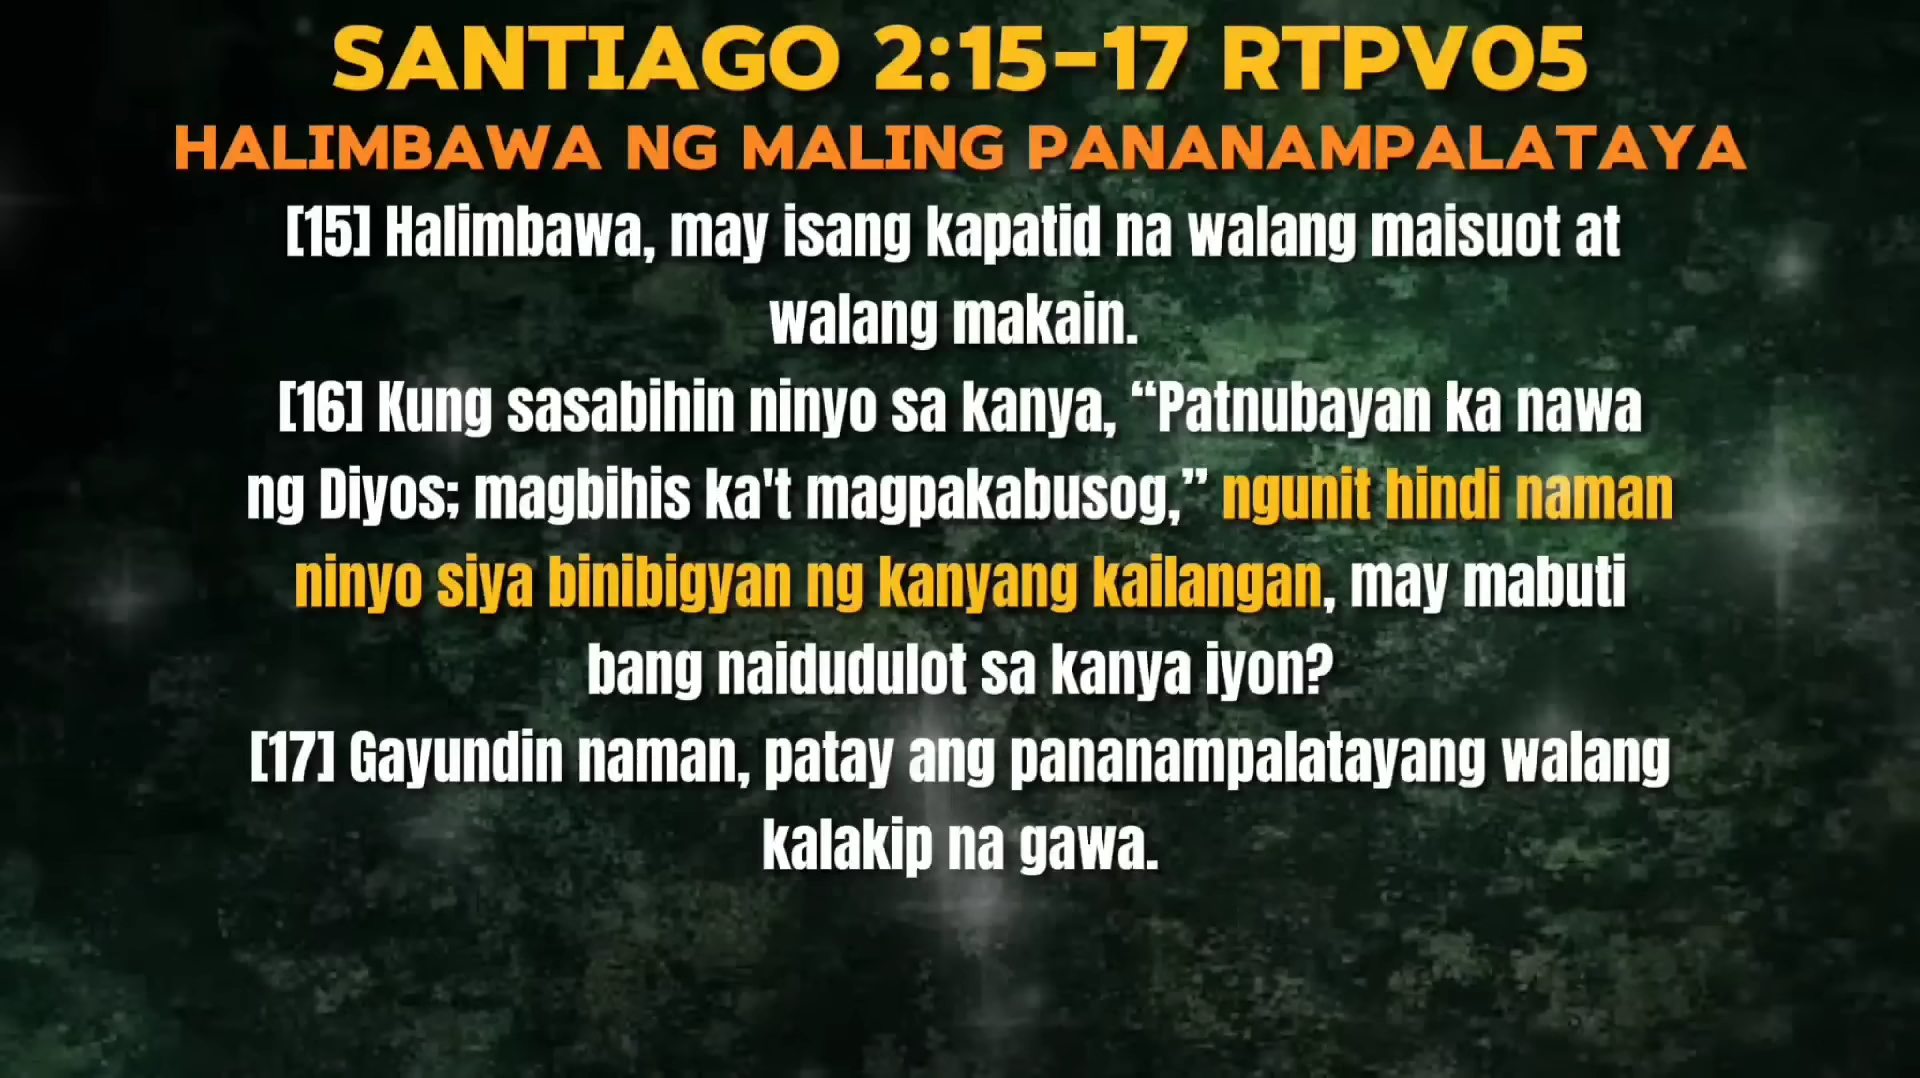 SANTIAGO 2:15-17 RTPV05
HALIMBAWA NG MALING PANANAMPALATAYA
[15] Halimbawa, may isang kapatid na walang maisuot at
walang makain.
[16] Kung sasabihin ninyo sa kanya, “Patnubayan ka nawa
ng Diyos; magbihis ka't magpakabusog,” ngunit hindi naman
ninyo siya binibigyan ng kanyang kailangan, may mabuti
bang naidudulot sa kanya iyon?
[17] Gayundin naman, patay ang pananampalatayang walang
kalakip na gawa.